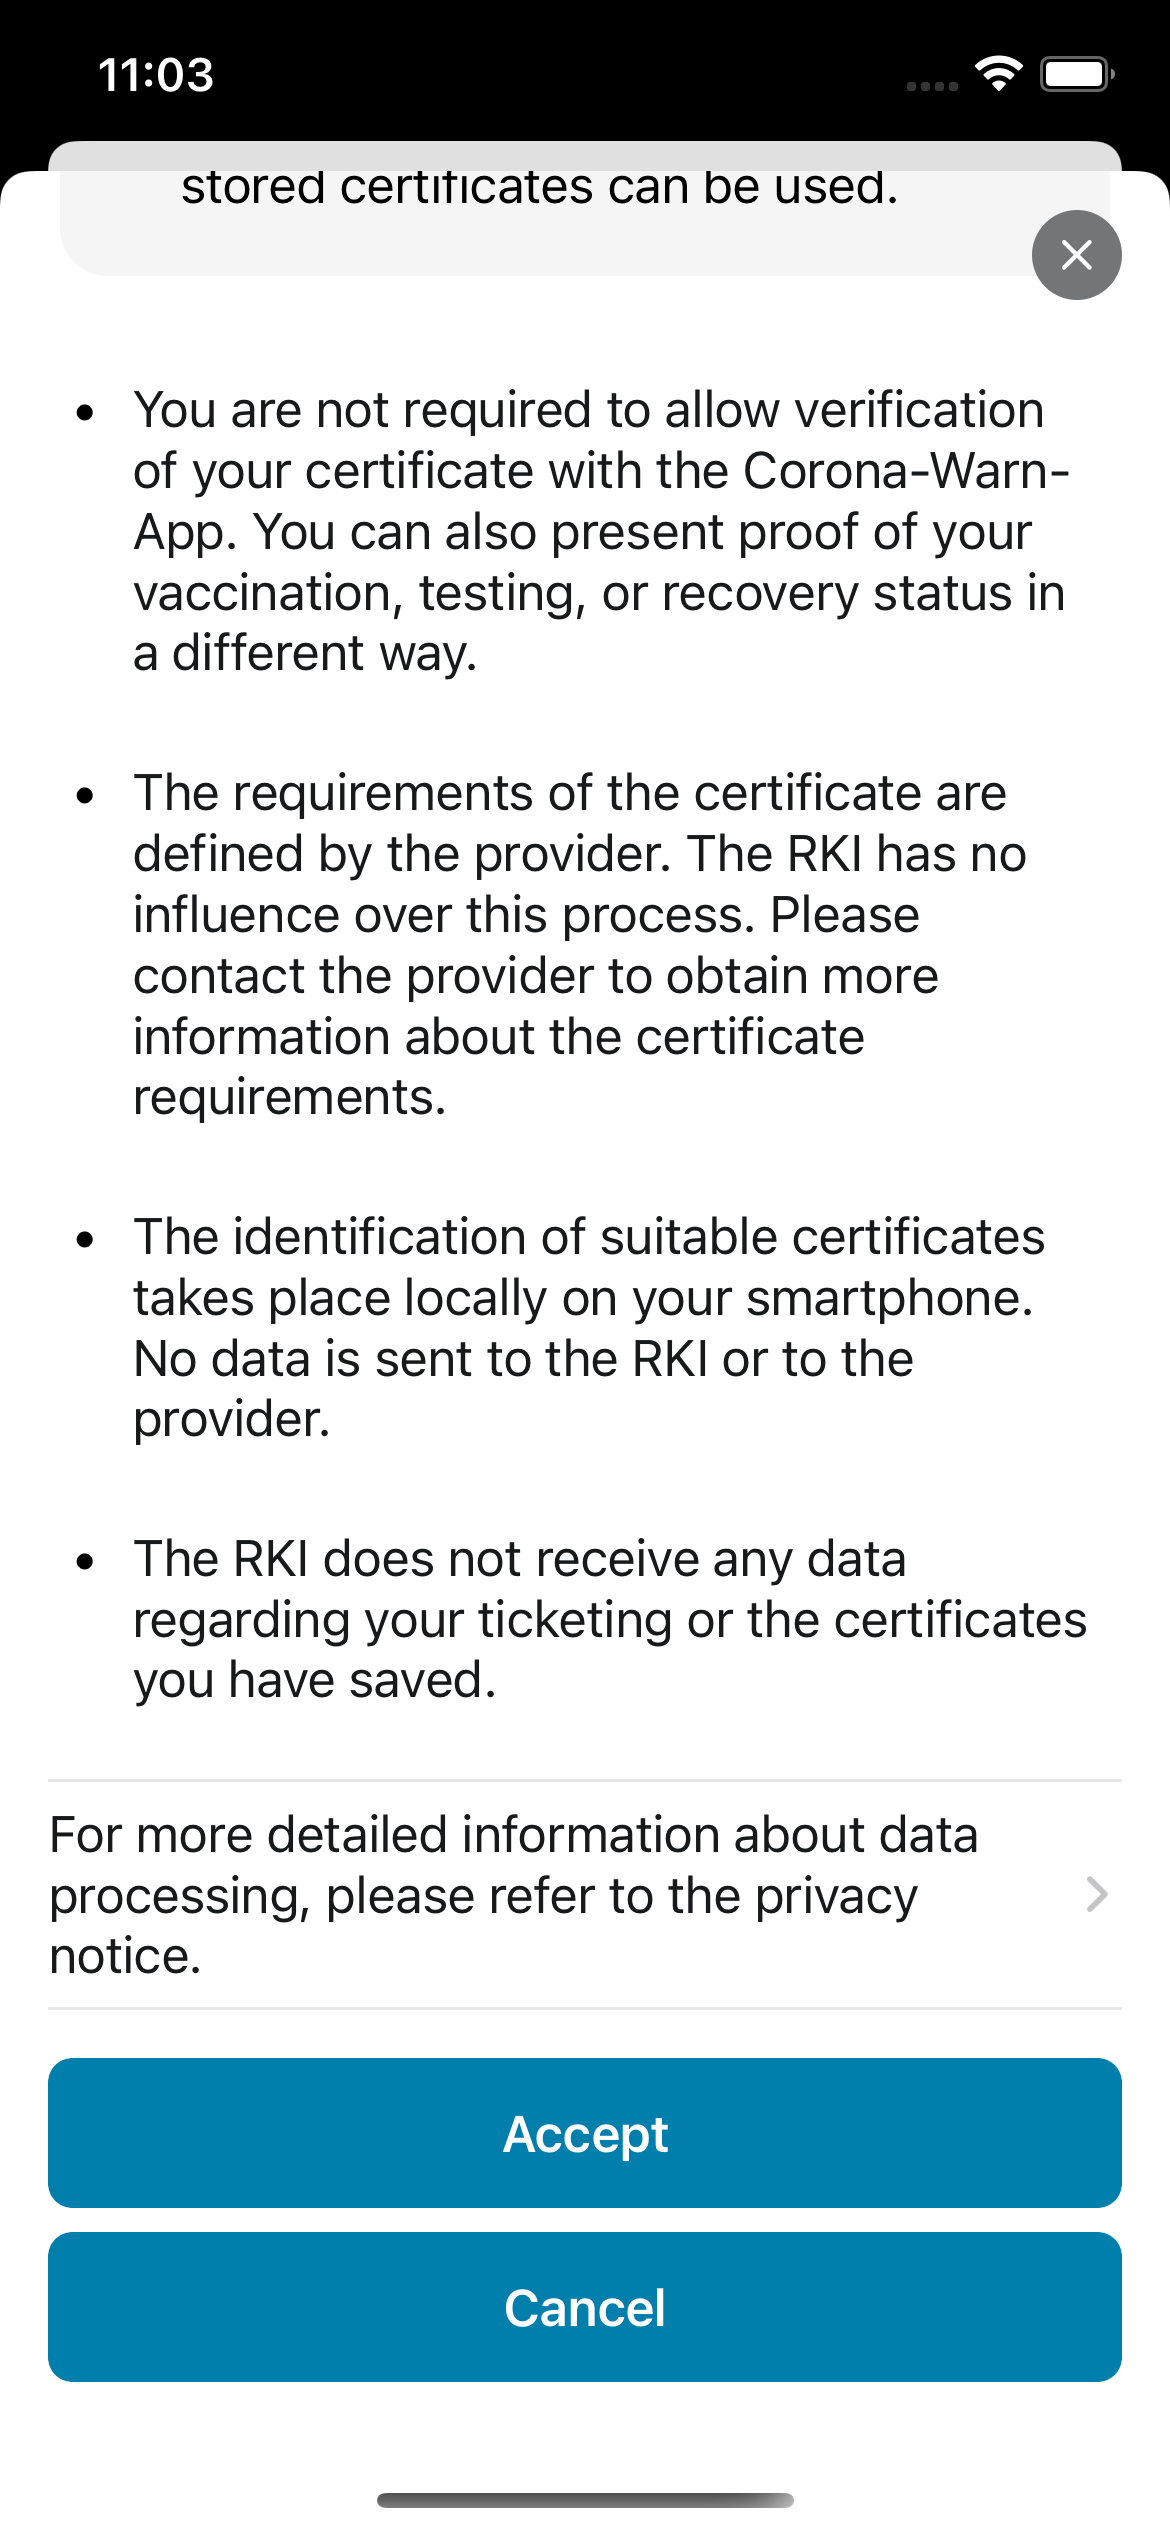 11:03
stored certificates can be used.
• You are not required to allow verification
of your certificate with the Corona-Warn-
App. You can also present proof of your
vaccination, testing, or recovery status in
a different way.
• The requirements of the certificate are
defined by the provider. The RKI has no
influence over this process. Please
contact the provider to obtain more
information about the certificate
requirements.
• The identification of suitable certificates
takes place locally on your smartphone.
No data is sent to the RKI or to the
provider.
• The RKI does not receive any data
regarding your ticketing or the certificates
you have saved.
For more detailed information about data
processing, please refer to the privacy
notice.
Accept
Cancel